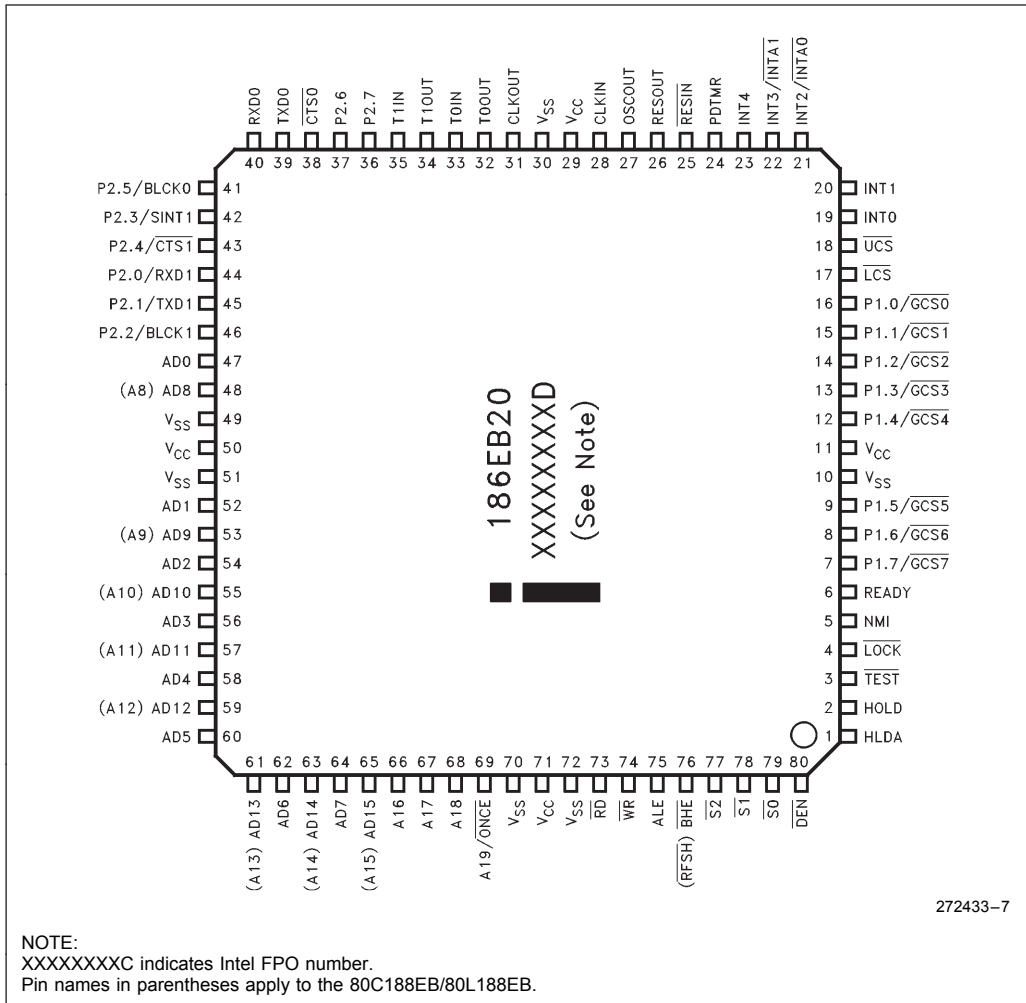 RXD0
TXD0
CTS0
P2.6
P2.7
T1IN
T1OUT
T0IN
T0OUT
CLKOUT
VSS
VCC
CLKIN
OSCOUT
RESOUT
RESIN
PDTMR
INT4
INT3/INTA1
INT2/INTA0
40 39 38 37 36 35 34 33 32 31 30 29 28 27 26 25 24 23 22 21
P2.5/BLCK0 41
P2.3/SINT1 42
P2.4/CTS1 43
P2.0/RXD1 44
P2.1/TXD1 45
P2.2/BLCK1 46
AD0 47
(A8) AD8 48
VSS 49
VCC 50
VSS 51
AD1 52
(A9) AD9 53
AD2 54
(A10) AD10 55
AD3 56
(A11) AD11 57
AD4 58
(A12) AD12 59
AD5 60
186EB20
XXXXXXXXD
(See Note)
20 INT1
19 INT0
18 UCS
17 LCS
16 P1.0/GCS0
15 P1.1/GCS1
14 P1.2/GCS2
13 P1.3/GCS3
12 P1.4/GCS4
11 VCC
10 VSS
9 P1.5/GCS5
8 P1.6/GCS6
7 P1.7/GCS7
6 READY
5 NMI
4 LOCK
3 TEST
2 HOLD
1 HLDA
61 62 63 64 65 66 67 68 69 70 71 72 73 74 75 76 77 78 79 80
(A13) AD13
AD6
(A14) AD14
AD7
(A15) AD15
A16
A17
A18
A19/ONCE
VSS
VCC
VSS
RD
WR
ALE
(RFSH) BHE
S2
S1
S0
DEN
272433–7
NOTE:
XXXXXXXXC indicates Intel FPO number.
Pin names in parentheses apply to the 80C188EB/80L188EB.